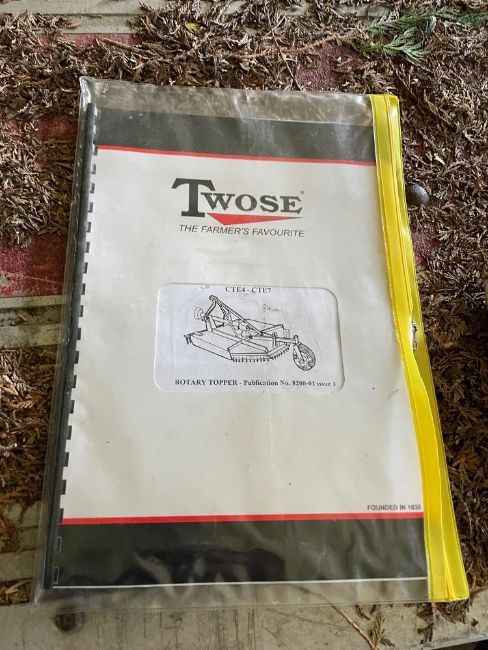 TWOSE®
THE FARMER'S FAVOURITE
CTE4 - CTE7
ROTARY TOPPER - Publication No. 8200-01 issue 1
FOUNDED IN 1830